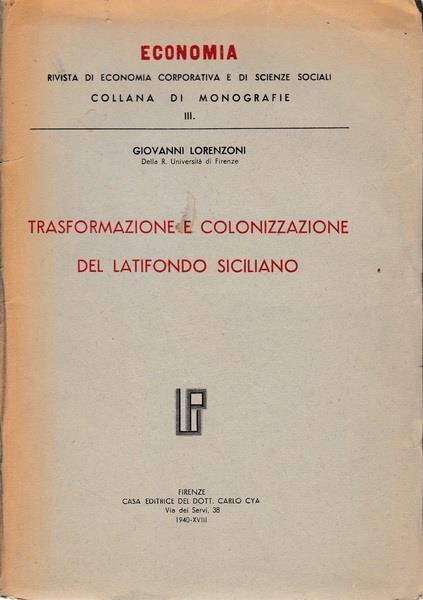 ECONOMIA
RIVISTA DI ECONOMIA CORPORATIVA E DI SCIENZE SOCIALI
COLLANA DI MONOGRAFIE
III.
GIOVANNI LORENZONI
Della R. Università di Firenze
TRASFORMAZIONE E COLONIZZAZIONE
DEL LATIFONDO SICILIANO
FIRENZE
CASA EDITRICE DEL DOTT. CARLO CYA
Via dei Servi, 38
1940-XVIII